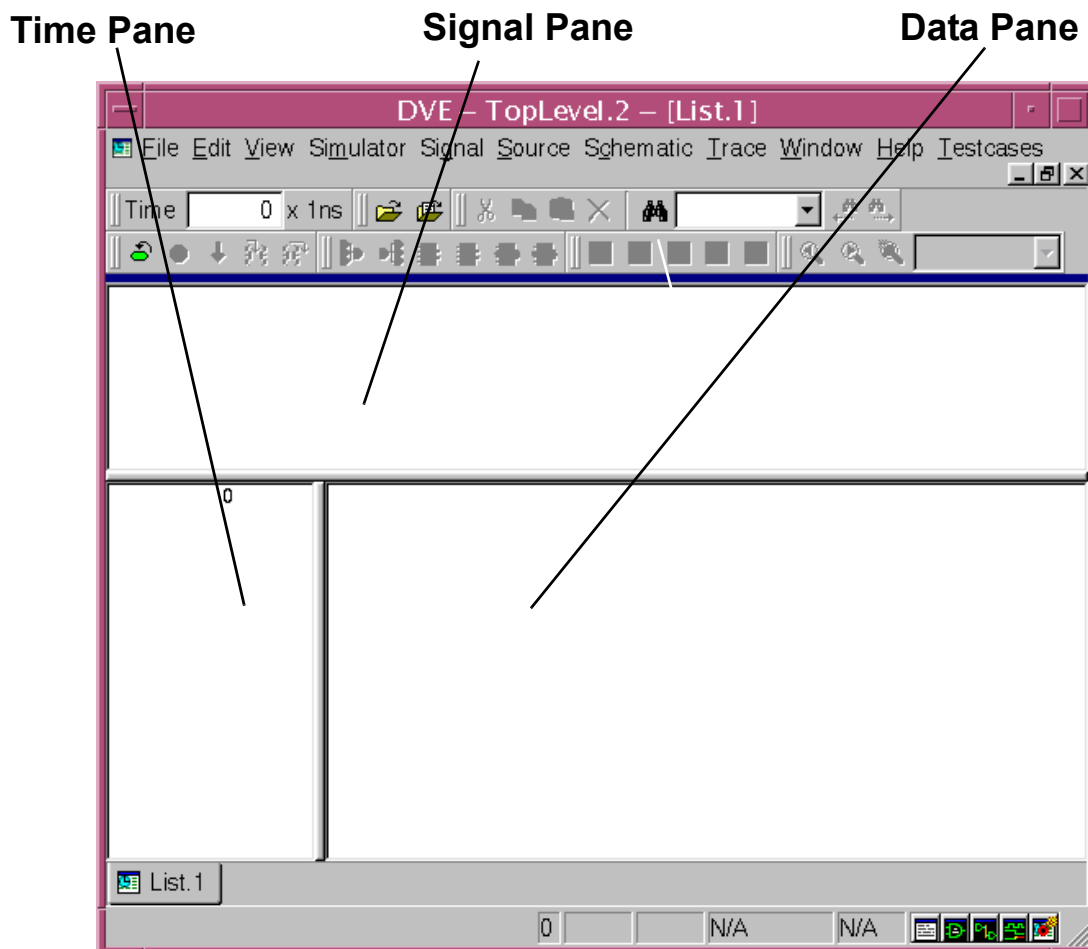 Time Pane Signal Pane Data Pane
DVE – TopLevel.2 – [List.1]
File Edit View Simulator Signal Source Schematic Trace Window Help Testcases
Time 0 x 1ns
0
List.1
0 N/A N/A